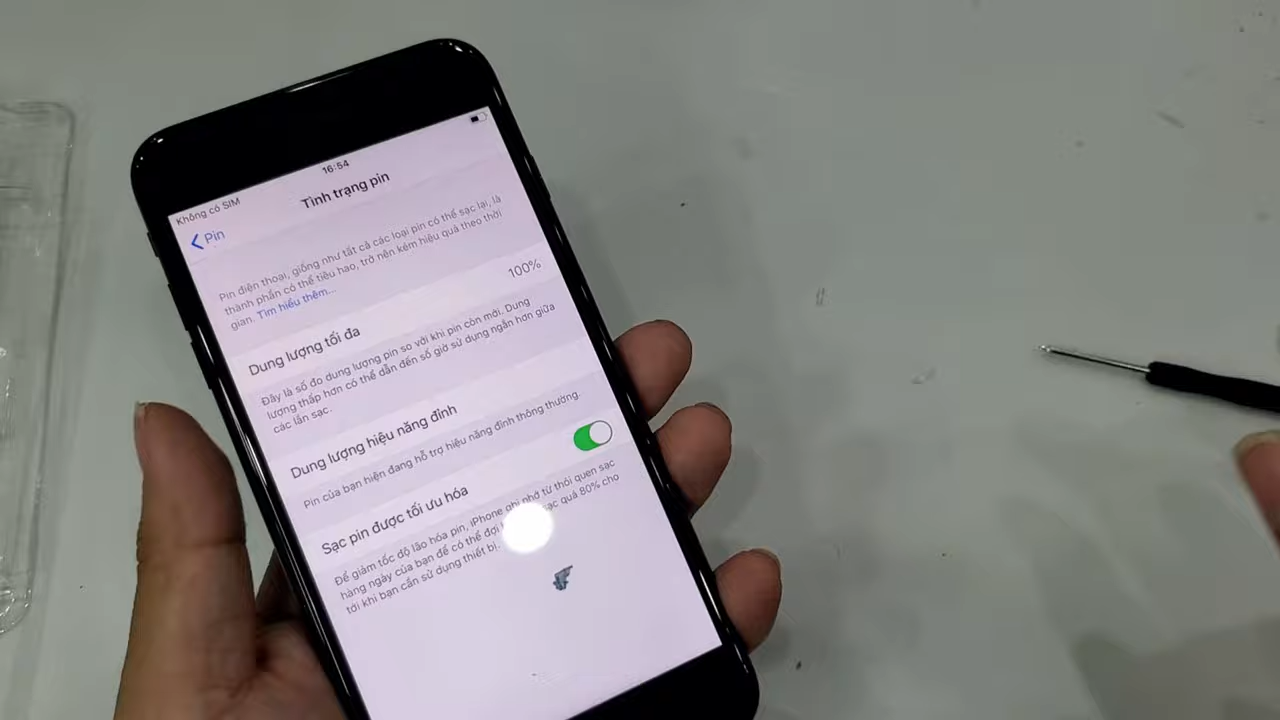 Không có SIM
16:54
Pin
Tình trạng pin
Pin điện thoại, giống như tất cả các loại pin có thể sạc lại, là
thành phần có thể tiêu hao, trở nên kém hiệu quả theo thời
gian. Tìm hiểu thêm...
Dung lượng tối đa 100%
Đây là số đo dung lượng pin so với khi pin còn mới. Dung
lượng thấp hơn có thể dẫn đến số giờ sử dụng ngắn hơn giữa
các lần sạc.
Dung lượng hiệu năng đỉnh
Pin của bạn hiện đang hỗ trợ hiệu năng đỉnh thông thường.
Sạc pin được tối ưu hóa
Để giảm tốc độ lão hóa pin, iPhone ghi nhớ từ thói quen sạc
hàng ngày của bạn để có thể đợi sạc quá 80% cho
tới khi bạn cần sử dụng thiết bị.